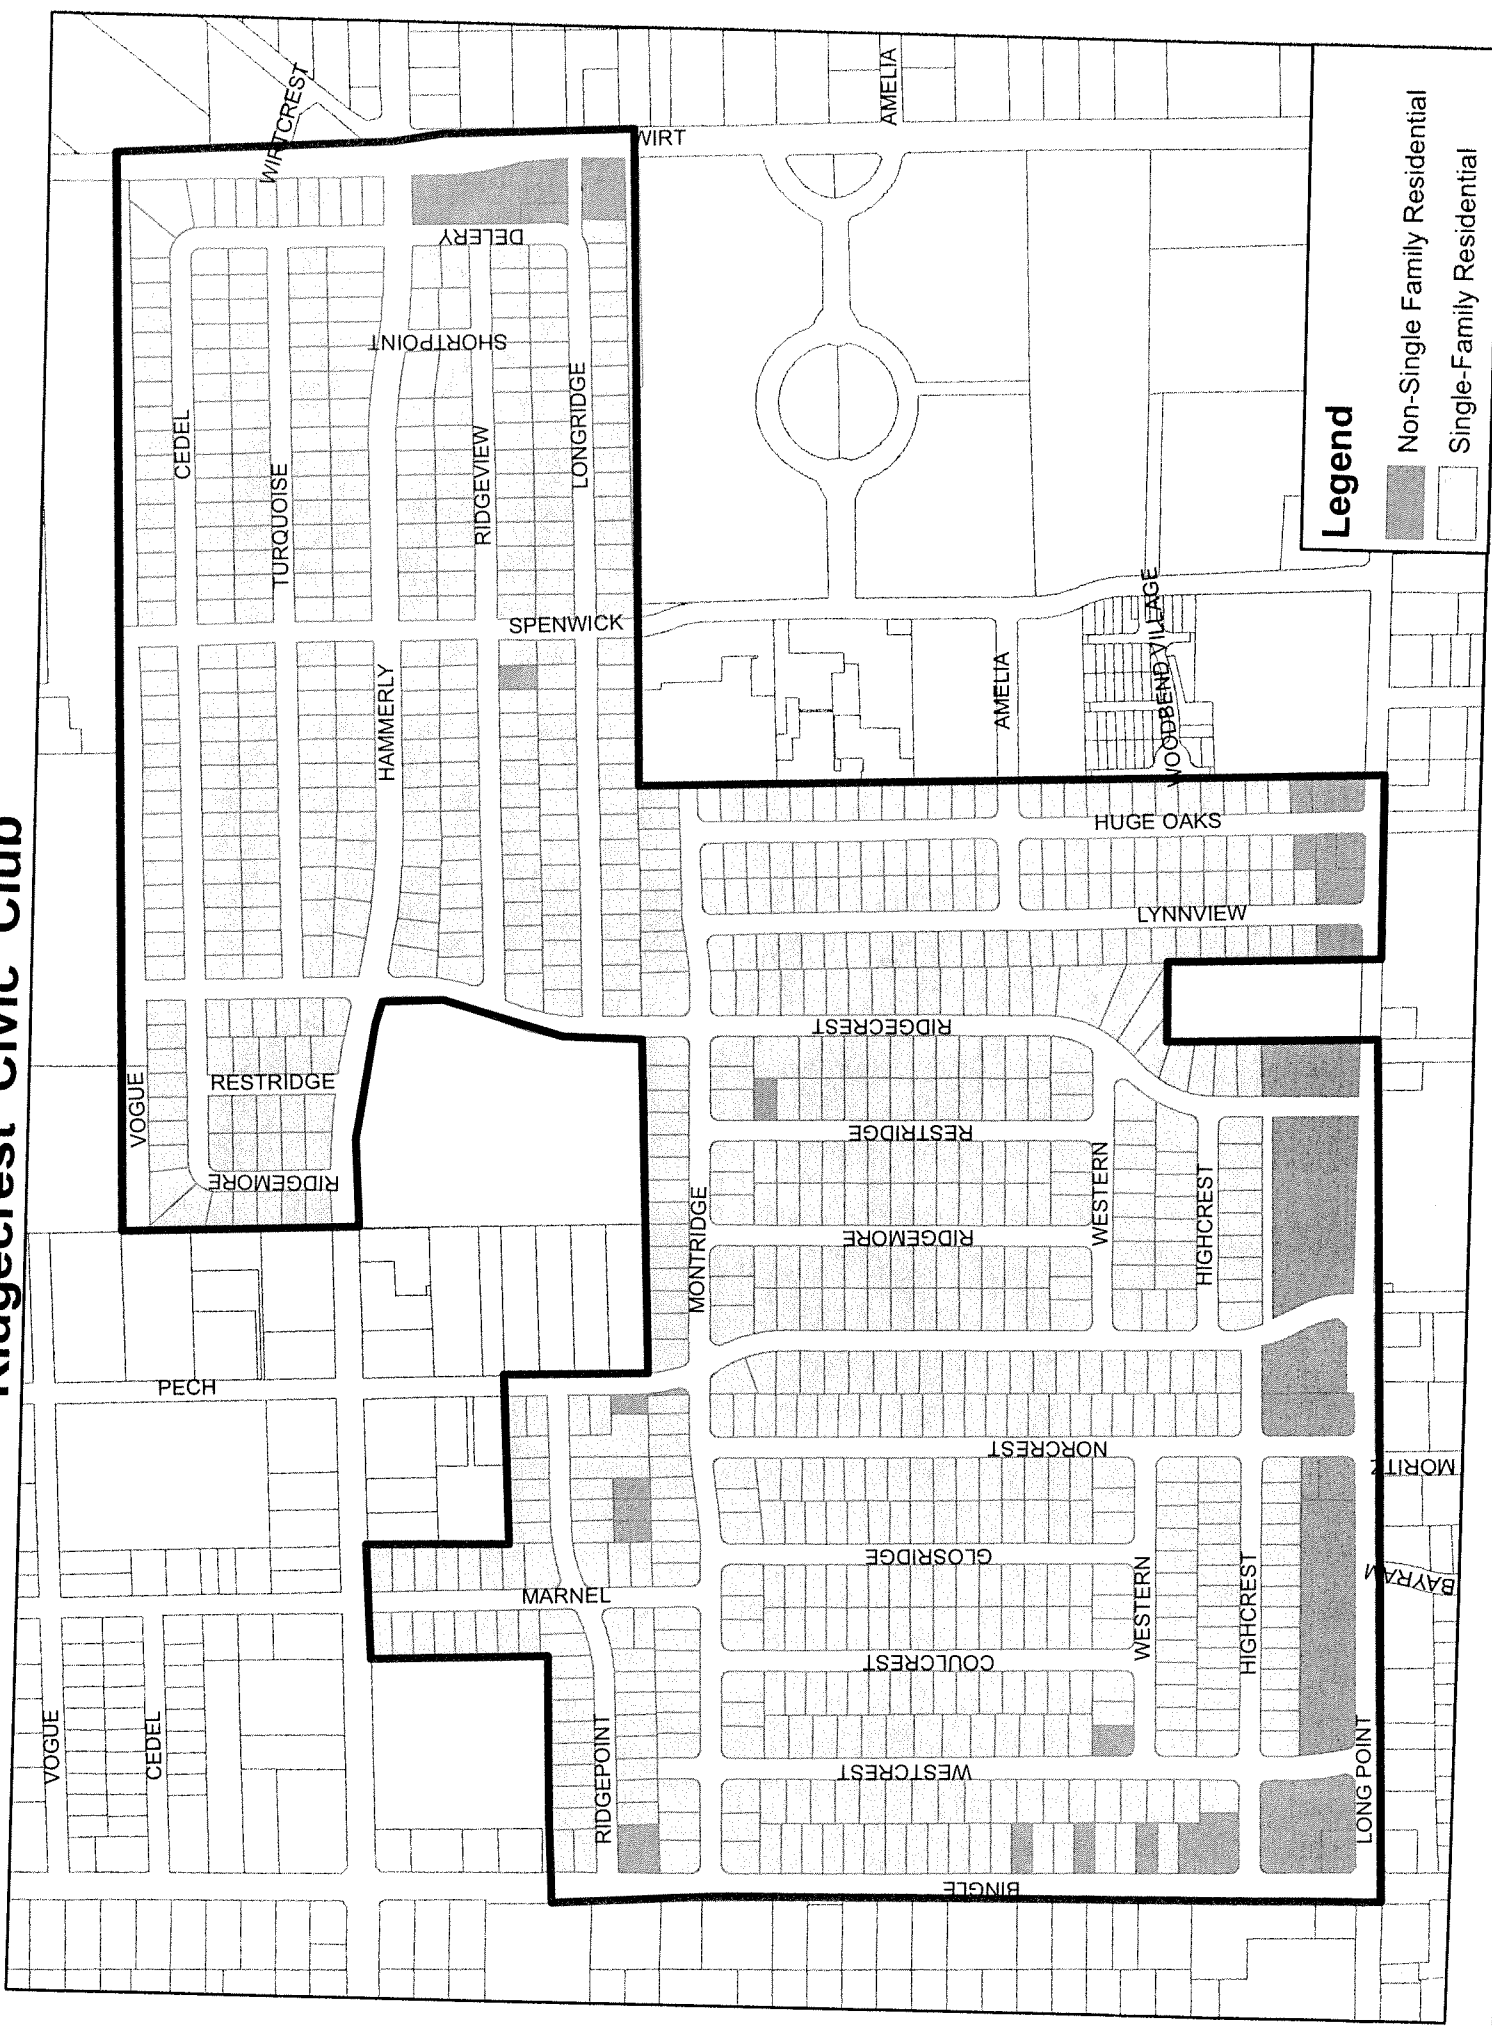 Ridgecrest Civic Club
WIRTCREST
WIRT
AMELIA
DELERY
SHORTPOINT
CEDEL
TURQUOISE
RIDGEVIEW
LONGRIDGE
SPENWICK
HAMMERLY
AMELIA
WOODBEND VILLAGE
HUGE OAKS
LYNNVIEW
RIDGECREST
VOGUE
RESTRIDGE
RIDGEMORE
RESTRIDGE
RIDGEMORE
WESTERN
HIGHCREST
MONTRIDGE
PECH
NORCREST
MORITZ
GLOSRIDGE
BAYRAM
MARNEL
WESTERN
HIGHCREST
COULCREST
VOGUE
CEDEL
RIDGEPOINT
WESTCREST
LONG POINT
BINGLE
Legend
Non-Single Family Residential
Single-Family Residential